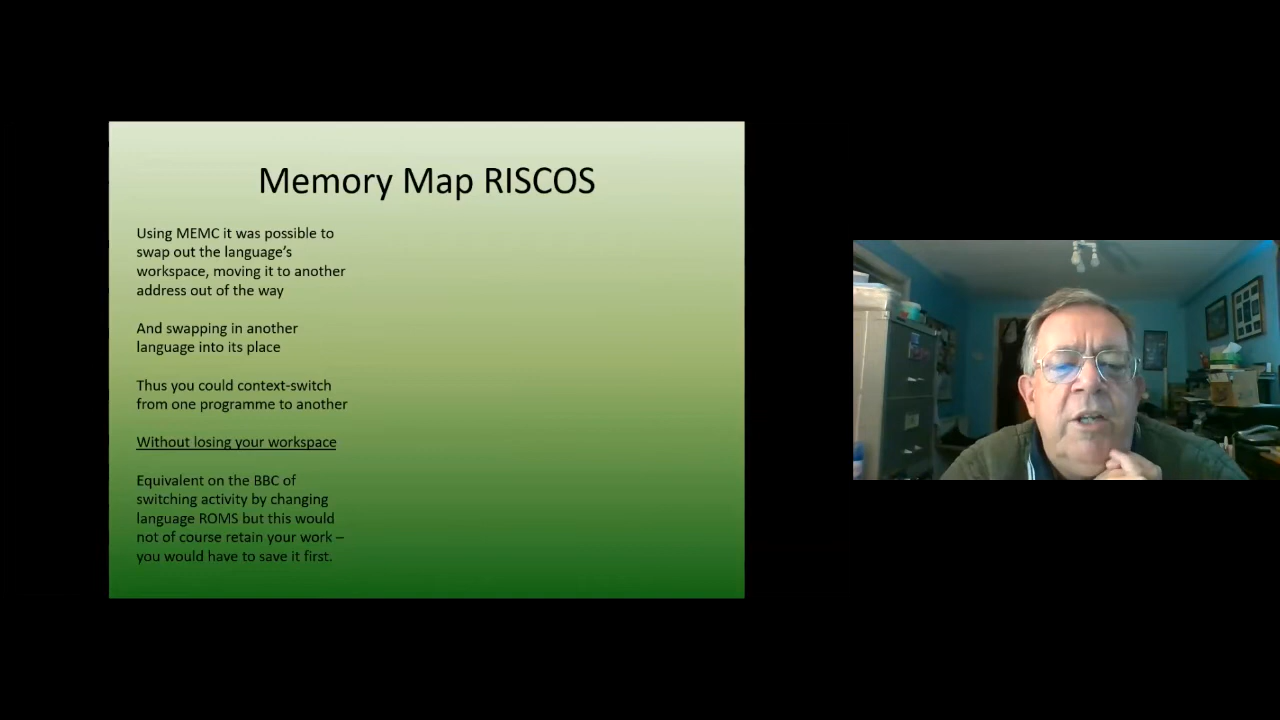 Memory Map RISCOS
Using MEMC it was possible to
swap out the language's
workspace, moving it to another
address out of the way
And swapping in another
language into its place
Thus you could context-switch
from one programme to another
Without losing your workspace
Equivalent on the BBC of
switching activity by changing
language ROMS but this would
not of course retain your work –
you would have to save it first.